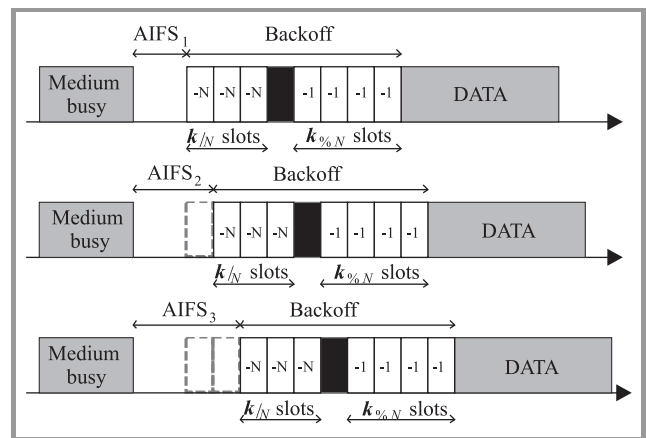 AIFS1 Backoff
Medium busy -N -N -N -1 -1 -1 -1 DATA
k/N slots k%N slots
AIFS2 Backoff
Medium busy -N -N -N -1 -1 -1 -1 DATA
k/N slots k%N slots
AIFS3 Backoff
Medium busy -N -N -N -1 -1 -1 -1 DATA
k/N slots k%N slots